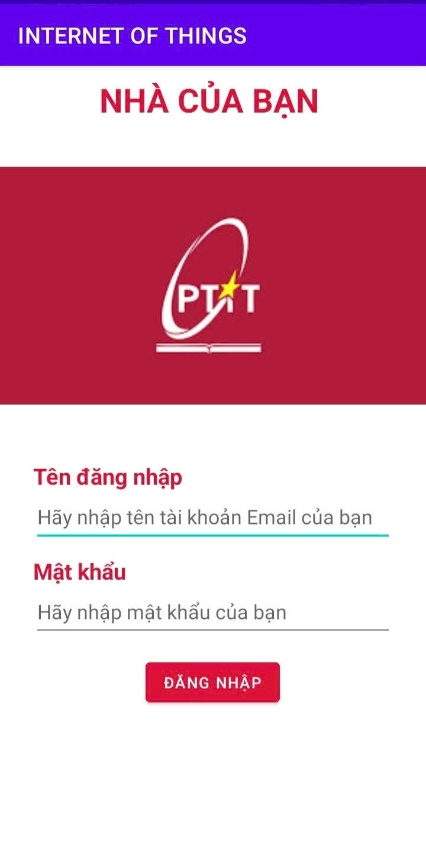 INTERNET OF THINGS
NHÀ CỦA BẠN
PTIT
Tên đăng nhập
Hãy nhập tên tài khoản Email của bạn
Mật khẩu
Hãy nhập mật khẩu của bạn
ĐĂNG NHẬP